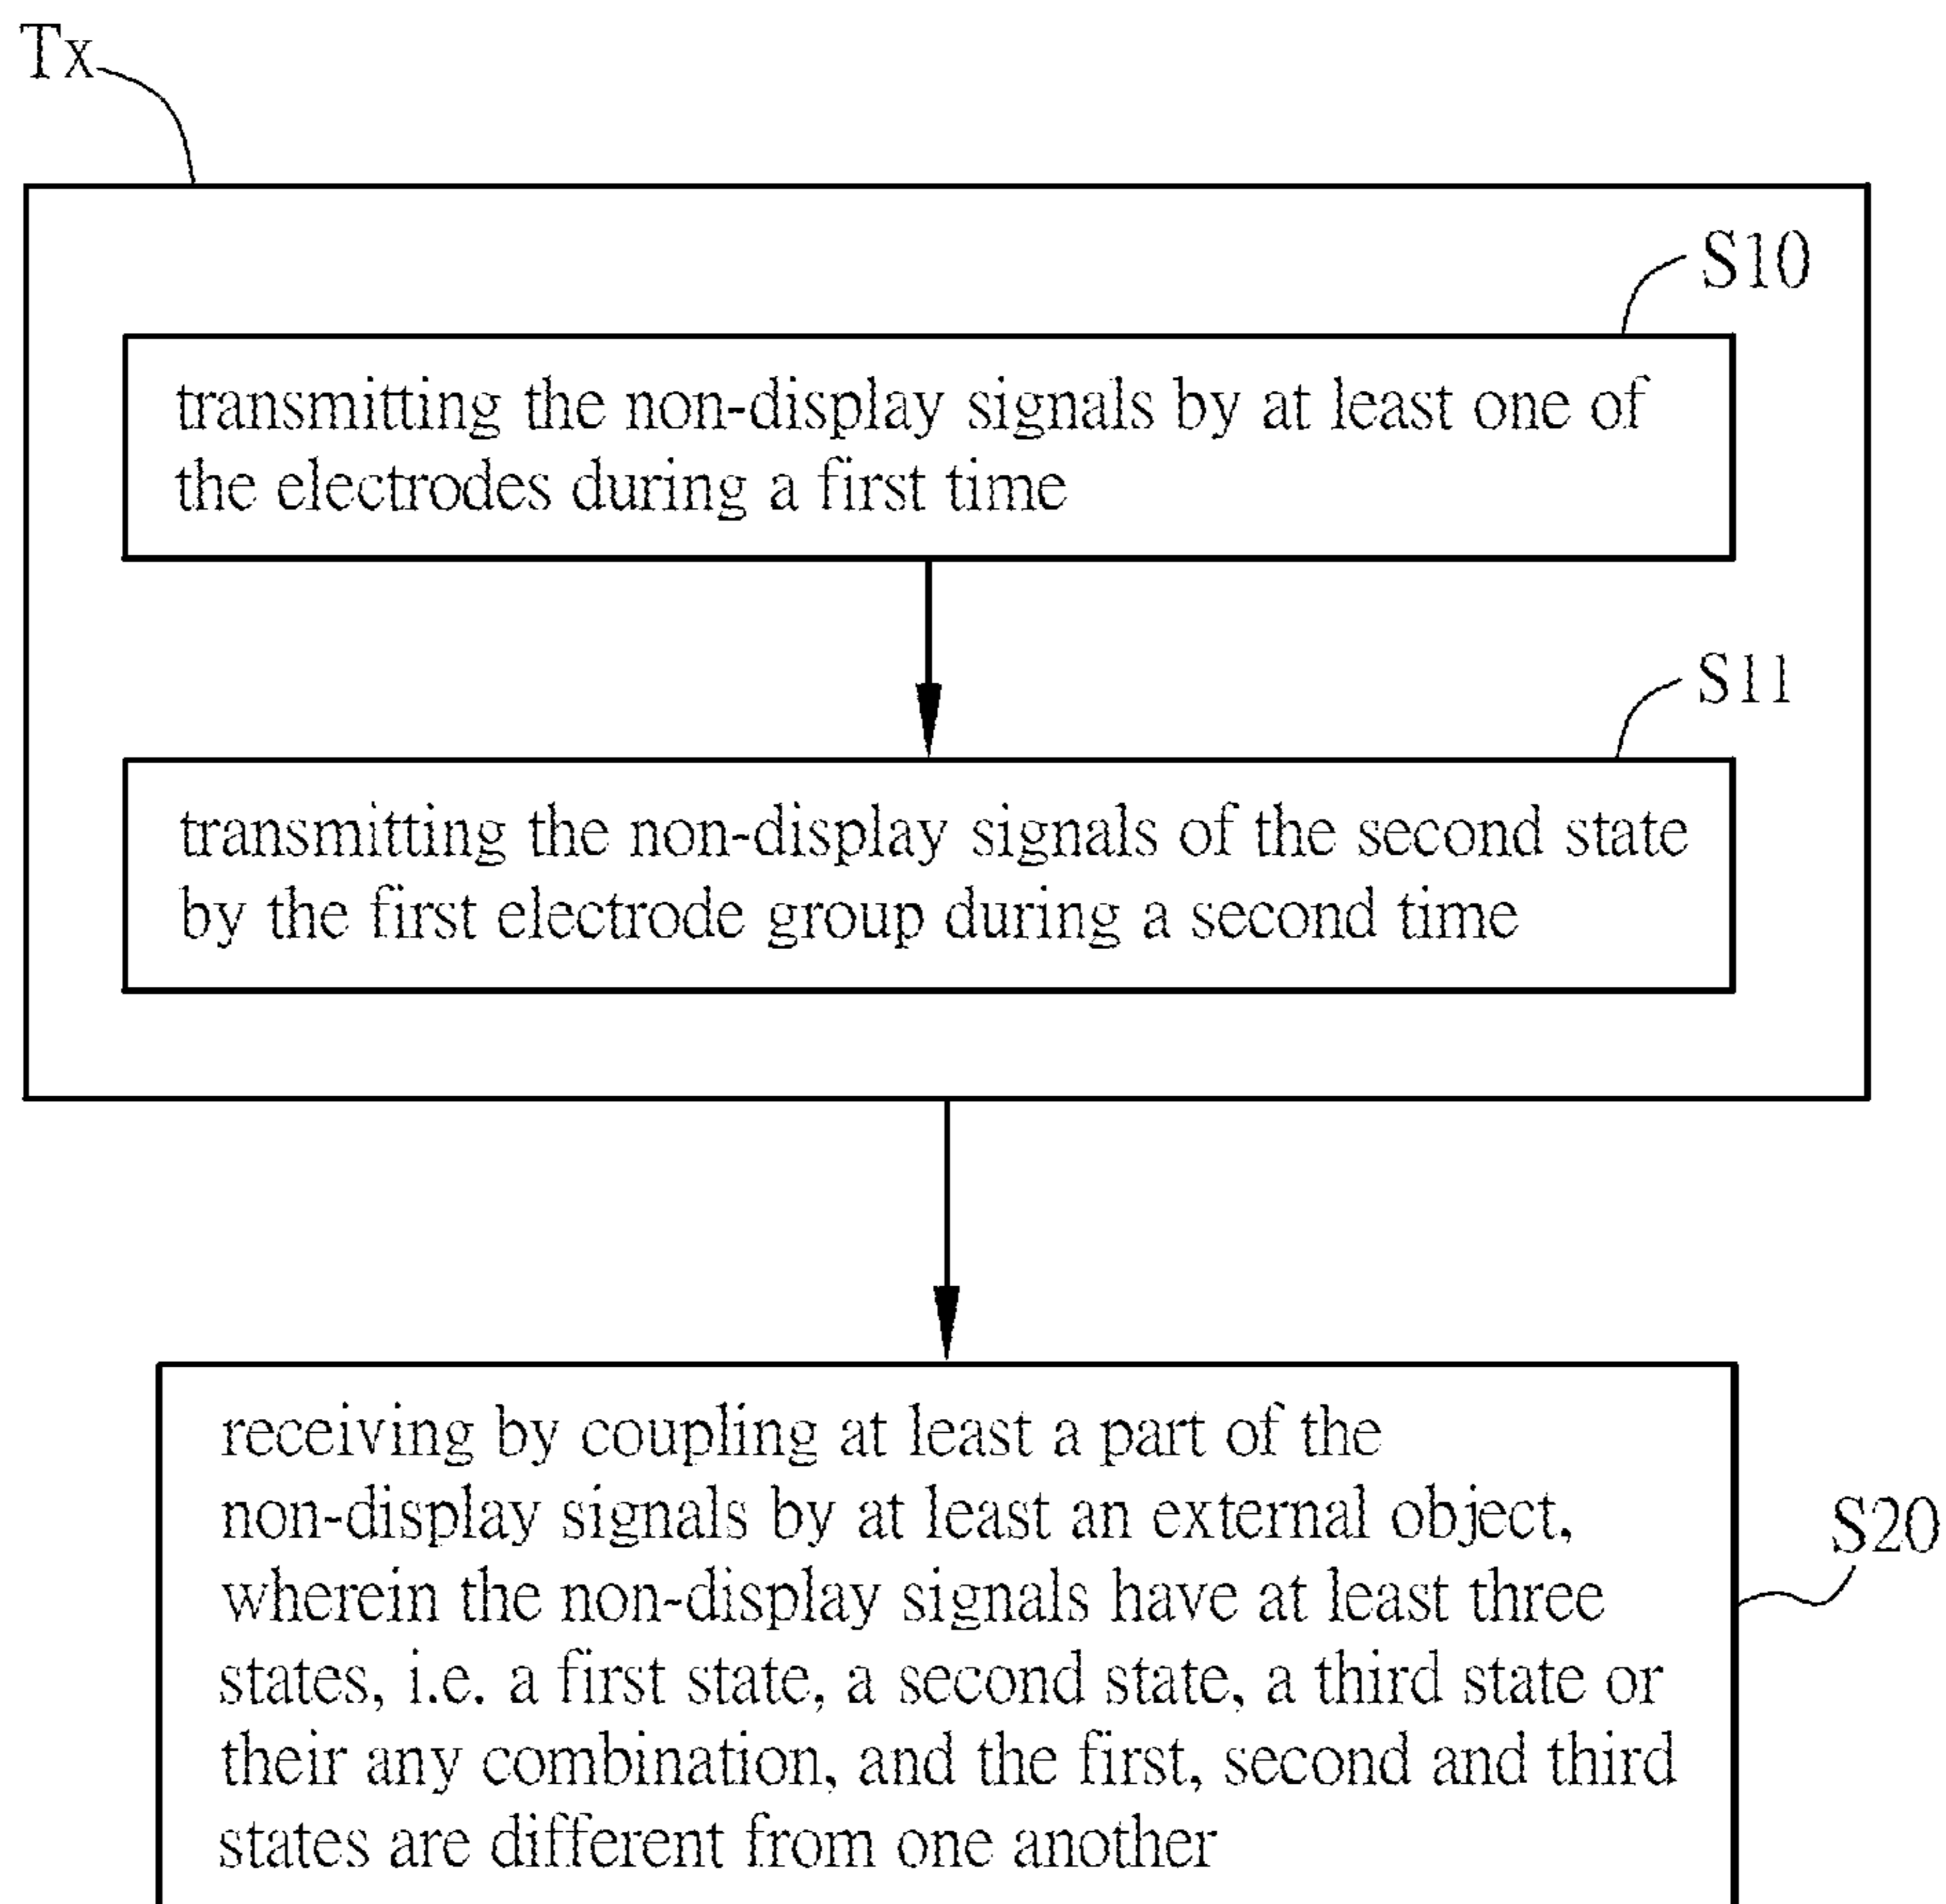 Tx
S10
transmitting the non-display signals by at least one of
the electrodes during a first time
S11
transmitting the non-display signals of the second state
by the first electrode group during a second time
receiving by coupling at least a part of the
non-display signals by at least an external object,
wherein the non-display signals have at least three
states, i.e. a first state, a second state, a third state or
their any combination, and the first, second and third
states are different from one another
S20